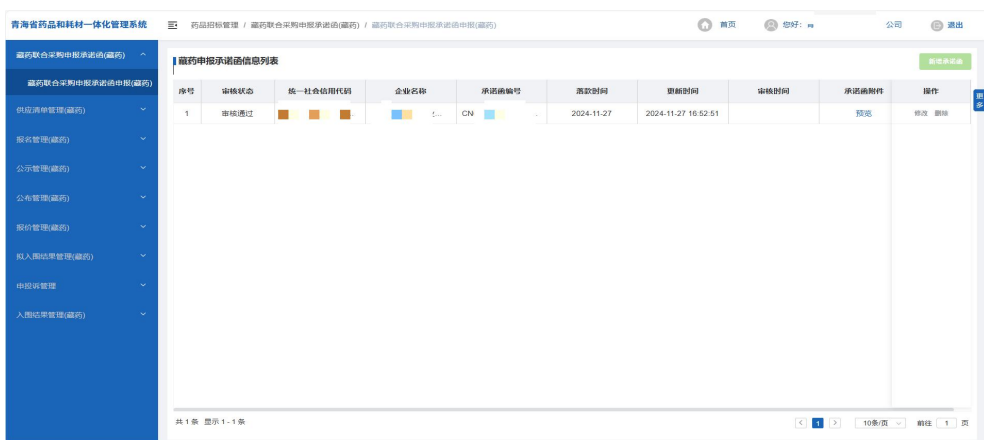 青海省药品和耗材一体化管理系统
药品招标管理 / 藏药联合采购申报承诺函(藏药) / 藏药联合采购申报承诺函申报(藏药)
首页 您好: 公司 退出
藏药联合采购申报承诺函(藏药)
藏药联合采购申报承诺函申报(藏药)
供应清单管理(藏药)
报名管理(藏药)
公示管理(藏药)
公布管理(藏药)
报价管理(藏药)
拟入围结果管理(藏药)
申投诉管理
入围结果管理(藏药)
藏药申报承诺函信息列表
新增承诺函
序号 审核状态 统一社会信用代码 企业名称 承诺函编号 落款时间 更新时间 审核时间 承诺函附件 操作
1 审核通过 CN 2024-11-27 2024-11-27 16:52:51 预览 修改 删除
更多
共 1 条 显示 1 - 1 条
1 10条/页 前往 1 页